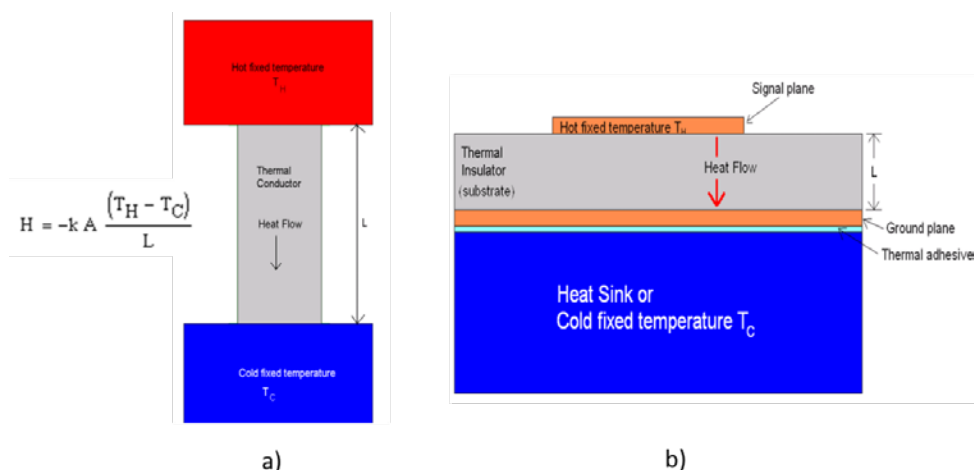 Hot fixed temperature
T_H
Thermal
Conductor
Heat Flow
L
H = -k A (T_H - T_C) / L
Cold fixed temperature
T_C
a)
Signal plane
Hot fixed temperature T_H
Thermal
Insulator
(substrate)
Heat Flow
L
Ground plane
Thermal adhesive
Heat Sink or
Cold fixed temperature T_C
b)